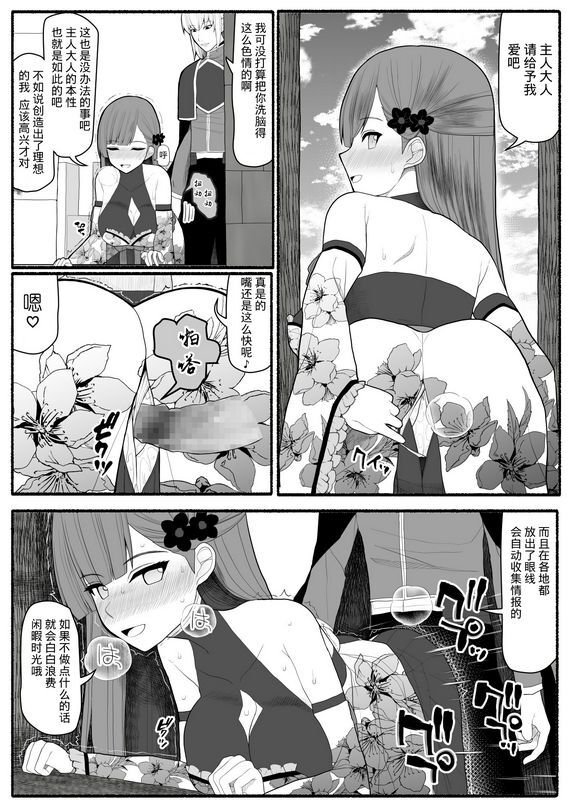 主人大人
请给予我
爱吧
クイッ
我可没打算把你洗脑得
这么色情的啊
这也是没办法的事吧
主人大人的本性
也就是如此的吧
不如说创造出了理想
的我 应该高兴才对
呼
真是的
嘴还是这么快呢♪
啪嗒
嗯♡
而且在各地都
放出了眼线
会自动收集情报的
は
は、
如果不做点什么的话
就会白白浪费
闲暇时光哦